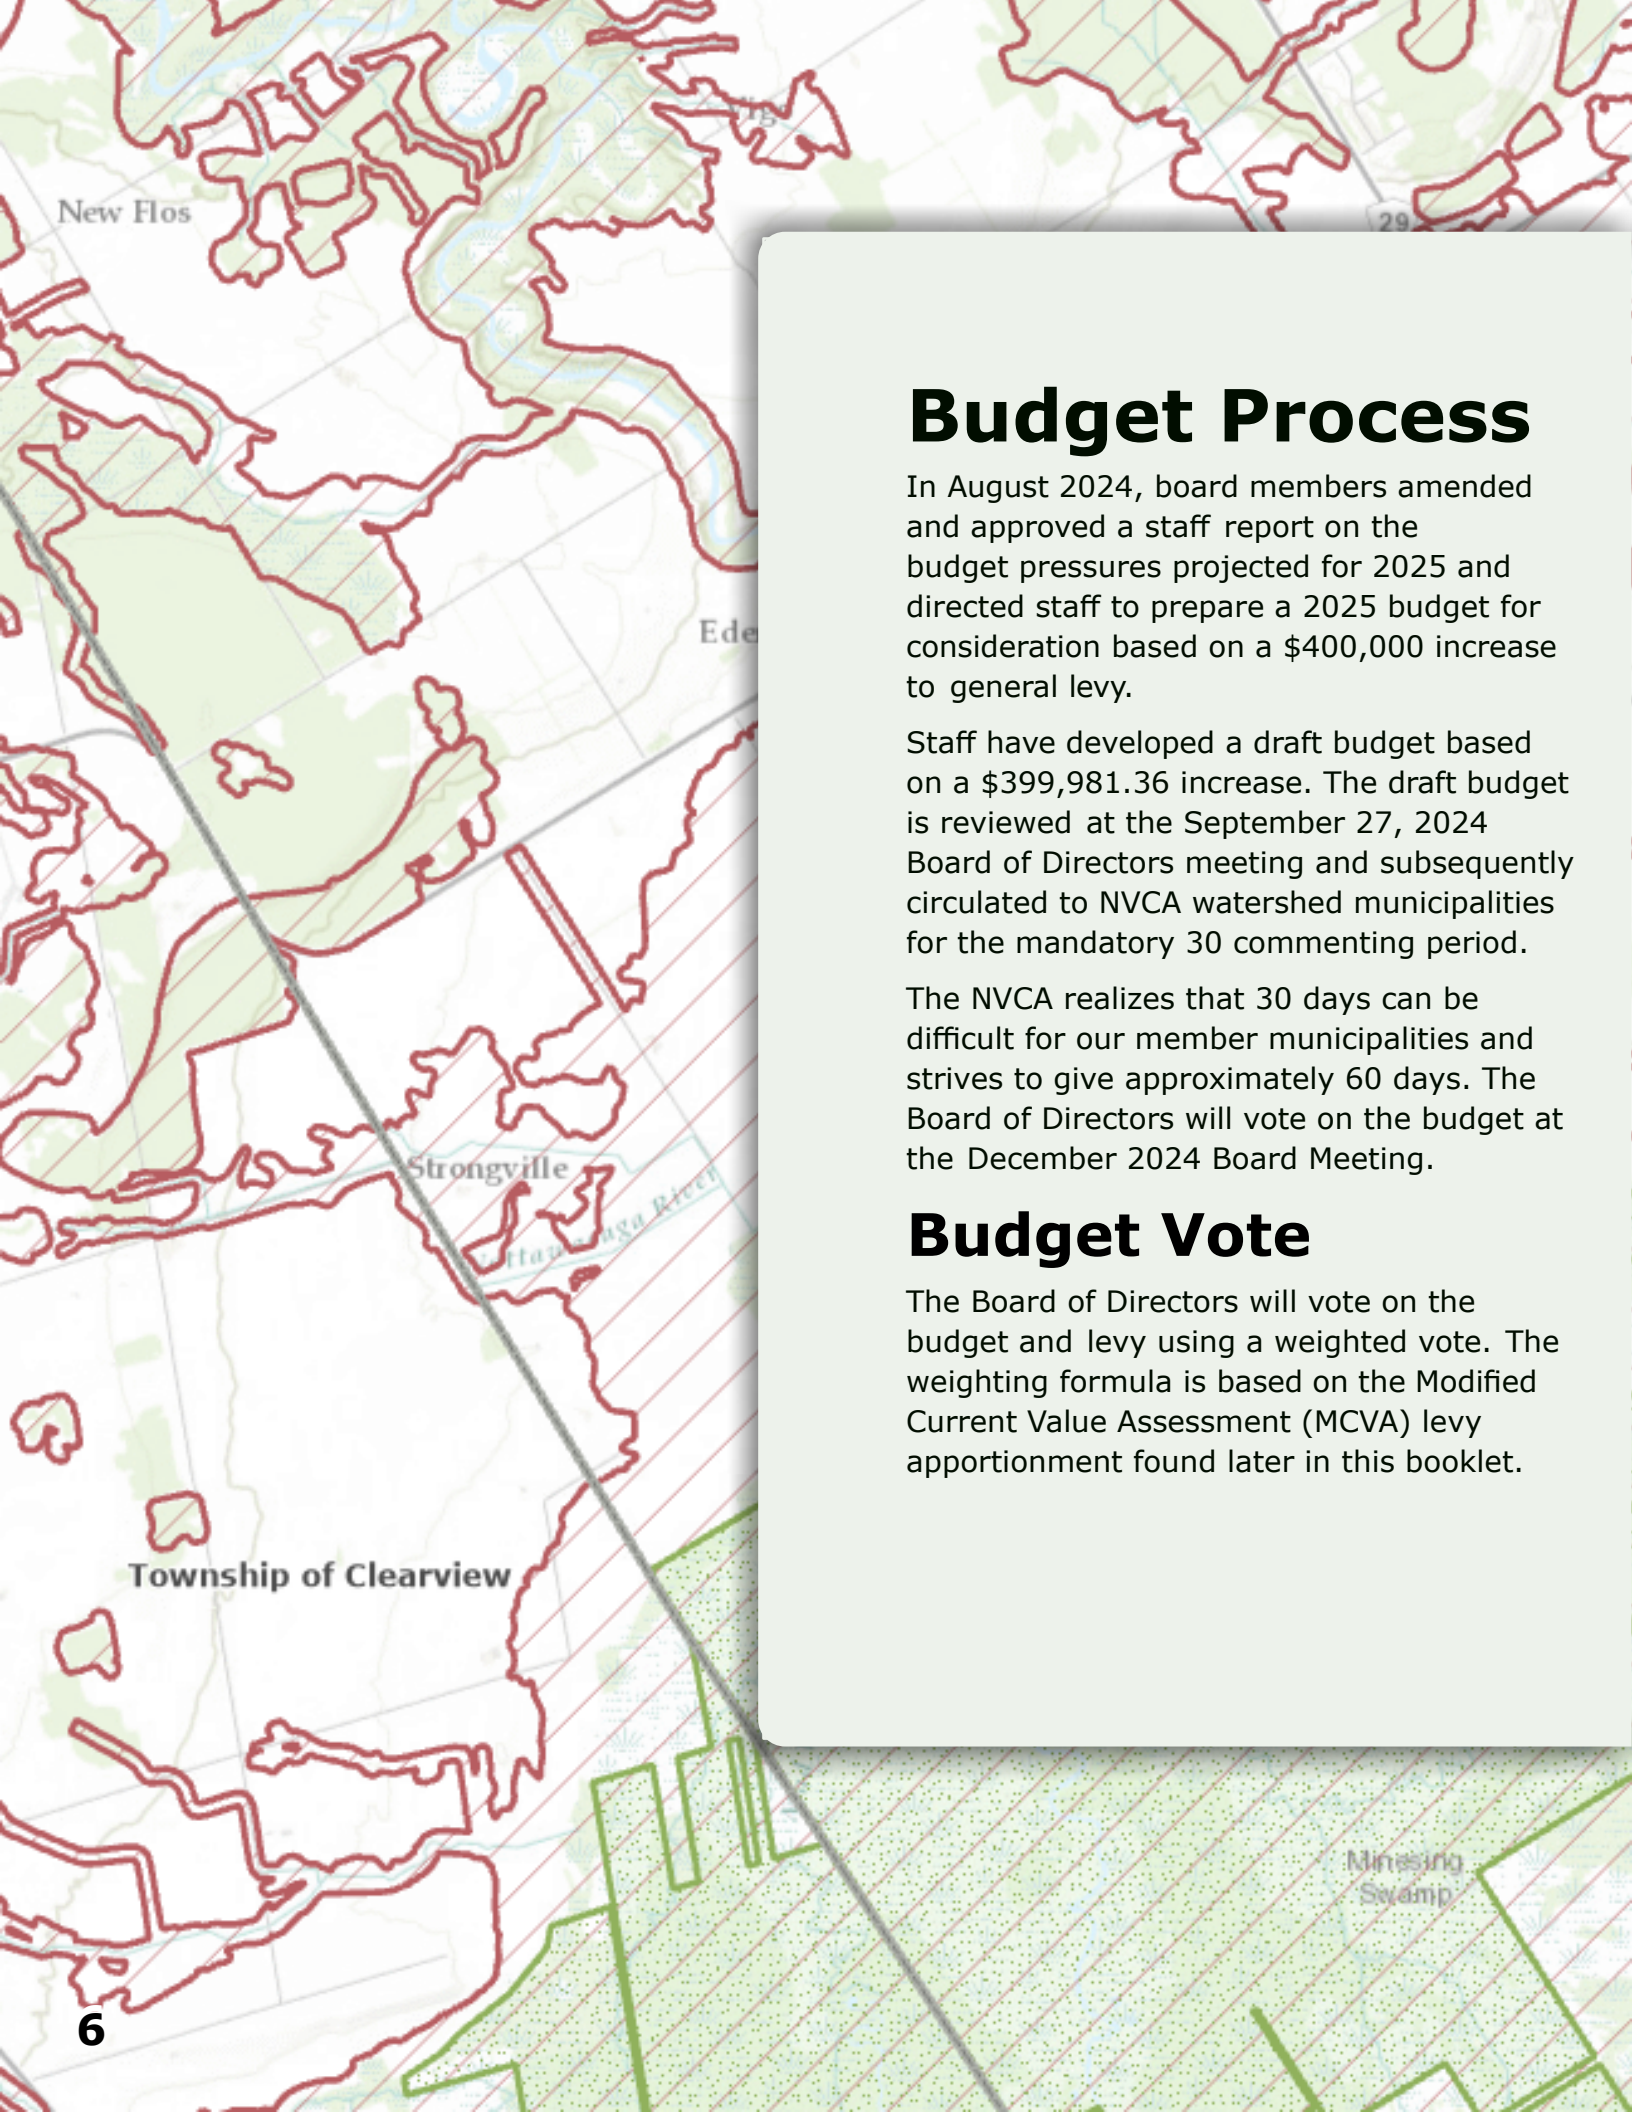 New Flos
29
Budget Process
In August 2024, board members amended
and approved a staff report on the
budget pressures projected for 2025 and
directed staff to prepare a 2025 budget for
consideration based on a $400,000 increase
to general levy.
Staff have developed a draft budget based
on a $399,981.36 increase. The draft budget
is reviewed at the September 27, 2024
Board of Directors meeting and subsequently
circulated to NVCA watershed municipalities
for the mandatory 30 commenting period.
The NVCA realizes that 30 days can be
difficult for our member municipalities and
strives to give approximately 60 days. The
Board of Directors will vote on the budget at
the December 2024 Board Meeting.
Budget Vote
The Board of Directors will vote on the
budget and levy using a weighted vote. The
weighting formula is based on the Modified
Current Value Assessment (MCVA) levy
apportionment found later in this booklet.
Ede
Strongville
River
Township of Clearview
Minesing
Swamp
6